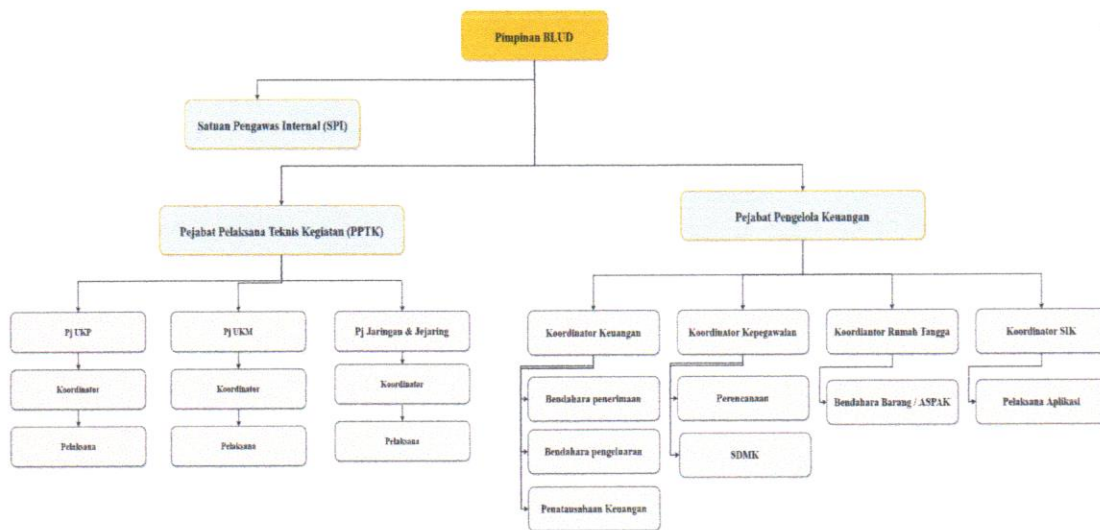 Pimpinan BLUD
Satuan Pengawas Internal (SPI)
Pejabat Pelaksana Teknis Kegiatan (PPTK)
Pejabat Pengelola Keuangan
Pj UKP
Pj UKM
Pj Jaringan & Jejaring
Koordinator Keuangan
Koordinator Kepegawaian
Koordiantor Rumah Tangga
Koordinator SIK
Koordinator
Koordinator
Koordinator
Bendahara penerimaan
Perencanaan
Bendahara Barang / ASPAK
Pelaksana Aplikasi
Pelaksana
Pelaksana
Pelaksana
Bendahara pengeluaran
SDMK
Penatausahaan Keuangan